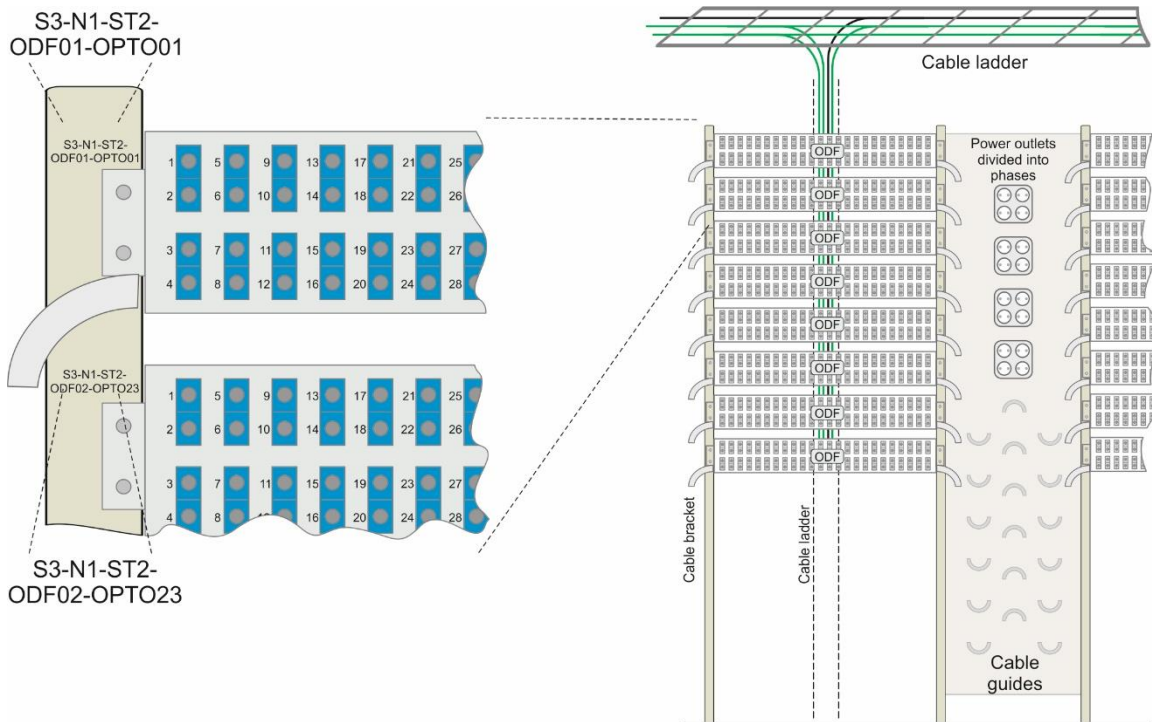 S3-N1-ST2-
ODF01-OPTO01
S3-N1-ST2-
ODF01-OPTO01
1 5 9 13 17 21 25
2 6 10 14 18 22 26
3 7 11 15 19 23 27
4 8 12 16 20 24 28
S3-N1-ST2-
ODF02-OPTO23
1 5 9 13 17 21 25
2 6 10 14 18 22 26
3 7 11 15 19 23 27
4 8 16 20 24 28
S3-N1-ST2-
ODF02-OPTO23
Cable ladder
ODF
ODF
ODF
ODF
ODF
ODF
ODF
ODF
Power outlets
divided into
phases
Cable bracket
Cable ladder
Cable
guides